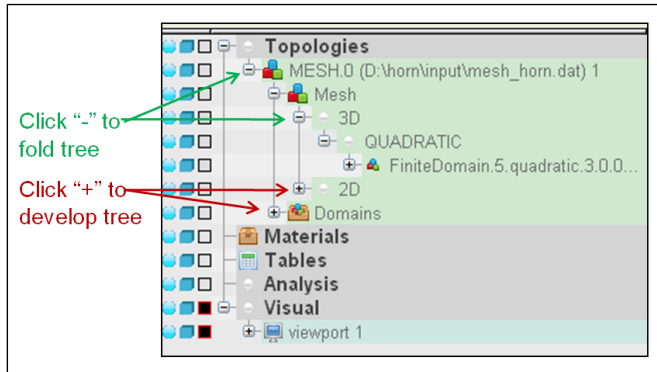 Topologies
MESH.0 (D:\horn\input\mesh_horn.dat) 1
Mesh
Click “-” to
fold tree
3D
QUADRATIC
FiniteDomain.5.quadratic.3.0.0...
Click “+” to
develop tree
2D
Domains
Materials
Tables
Analysis
Visual
viewport 1